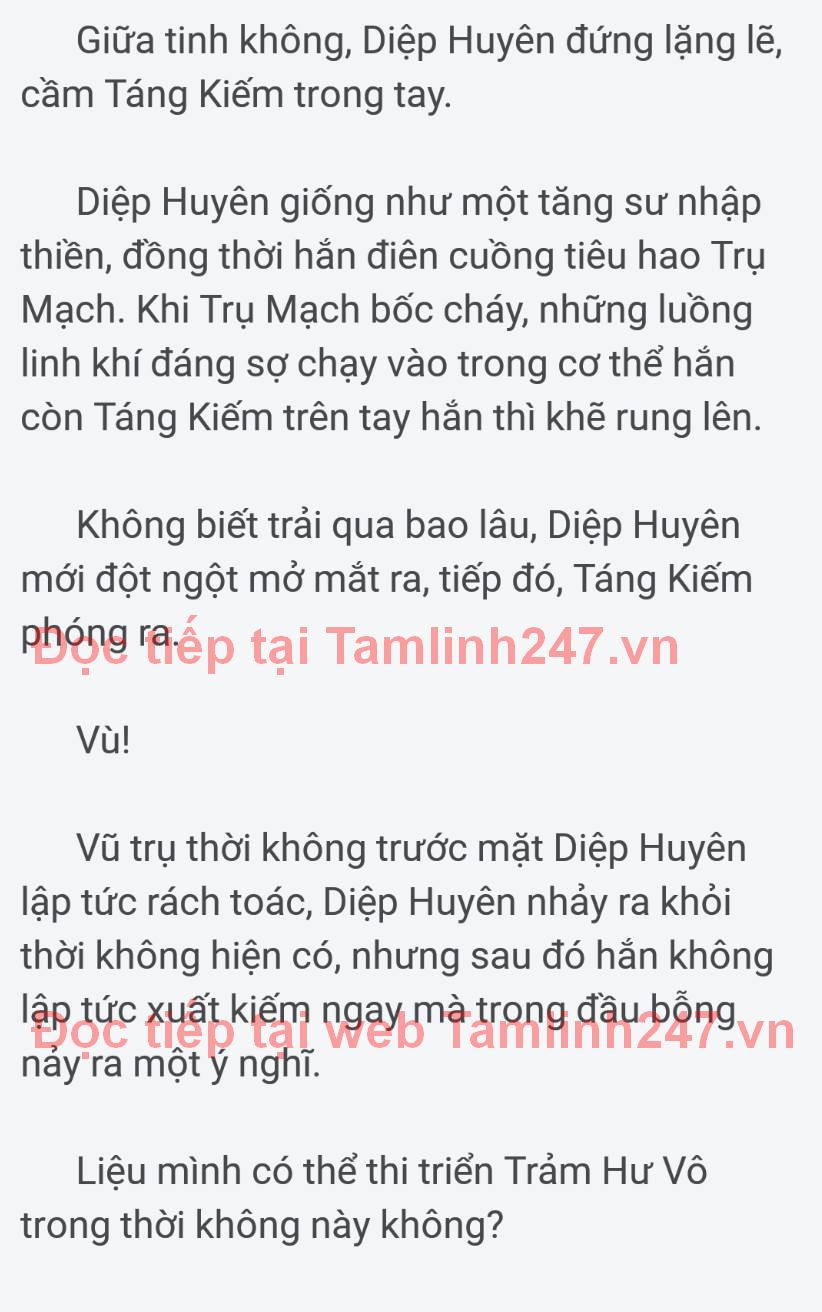 Giữa tinh không, Diệp Huyên đứng lặng lẽ,
cầm Táng Kiếm trong tay.
Diệp Huyên giống như một tăng sư nhập
thiền, đồng thời hắn điên cuồng tiêu hao Trụ
Mạch. Khi Trụ Mạch bốc cháy, những luồng
linh khí đáng sợ chạy vào trong cơ thể hắn
còn Táng Kiếm trên tay hắn thì khẽ rung lên.
Không biết trải qua bao lâu, Diệp Huyên
mới đột ngột mở mắt ra, tiếp đó, Táng Kiếm
phóng ra.
Đọc tiếp tại Tamlinh247.vn
Vù!
Vũ trụ thời không trước mặt Diệp Huyên
lập tức rách toác, Diệp Huyên nhảy ra khỏi
thời không hiện có, nhưng sau đó hắn không
lập tức xuất kiếm ngay mà trong đầu bỗng
Đọc tiếp tại web Tamlinh247.vn
nảy ra một ý nghĩ.
Liệu mình có thể thi triển Trảm Hư Vô
trong thời không này không?